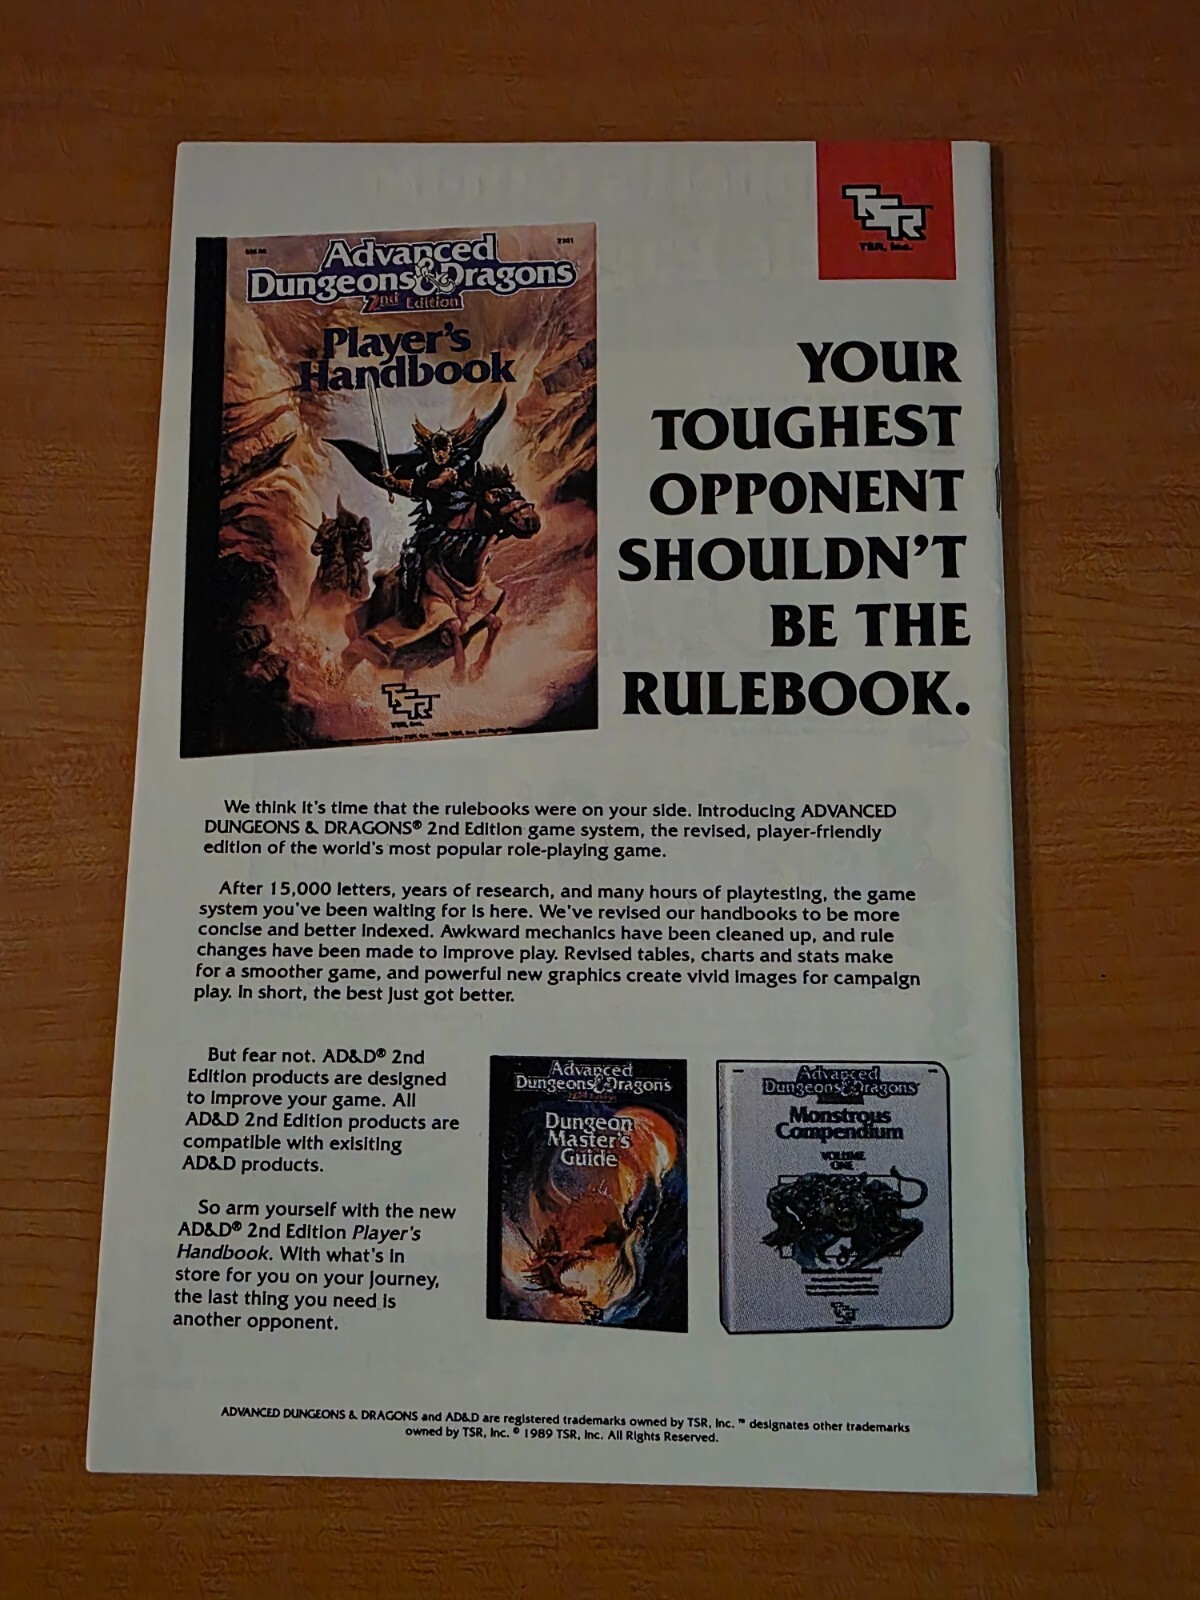 TSR
TSR, Inc.
Advanced
Dungeons & Dragons
2nd Edition
Player's
Handbook
TSR
TSR, Inc.
YOUR
TOUGHEST
OPPONENT
SHOULDN'T
BE THE
RULEBOOK.
We think it's time that the rulebooks were on your side. Introducing ADVANCED
DUNGEONS & DRAGONS® 2nd Edition game system, the revised, player-friendly
edition of the world's most popular role-playing game.
After 15,000 letters, years of research, and many hours of playtesting, the game
system you've been waiting for is here. We've revised our handbooks to be more
concise and better indexed. Awkward mechanics have been cleaned up, and rule
changes have been made to improve play. Revised tables, charts and stats make
for a smoother game, and powerful new graphics create vivid images for campaign
play. In short, the best just got better.
But fear not. AD&D® 2nd
Edition products are designed
to improve your game. All
AD&D 2nd Edition products are
compatible with exisiting
AD&D products.
So arm yourself with the new
AD&D® 2nd Edition Player's
Handbook. With what's in
store for you on your journey,
the last thing you need is
another opponent.
Advanced
Dungeons & Dragons
2nd Edition
Dungeon
Master's
Guide
TSR
Advanced
Dungeons & Dragons
Monstrous
Compendium
VOLUME
ONE
TSR
ADVANCED DUNGEONS & DRAGONS and AD&D are registered trademarks owned by TSR, Inc. ™ designates other trademarks
owned by TSR, Inc. © 1989 TSR, Inc. All Rights Reserved.